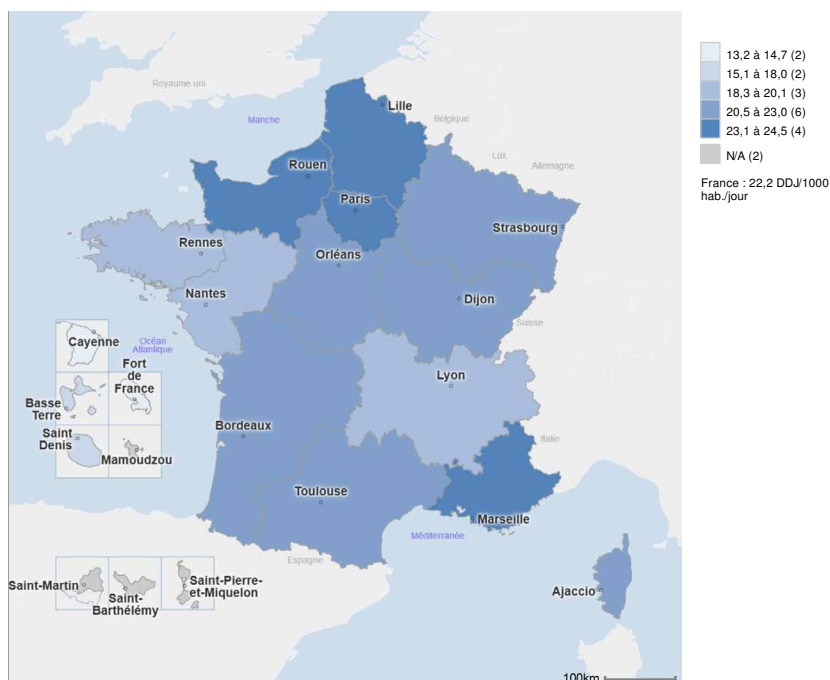 Royaume uni
Manche
Lille
Belgique
Lux.
Allemagne
Rouen
Paris
Strasbourg
Rennes
Orléans
Nantes
Dijon
Suisse
Océan
Atlantique
Cayenne
Fort
de
France
Basse
Terre
Saint
Denis
Mamoudzou
Lyon
Bordeaux
Italie
Toulouse
Marseille
Méditerranée
Espagne
Saint-Martin
Saint-
Barthélémy
Saint-Pierre-
et-Miquelon
Ajaccio
100km
13,2 à 14,7 (2)
15,1 à 18,0 (2)
18,3 à 20,1 (3)
20,5 à 23,0 (6)
23,1 à 24,5 (4)
N/A (2)
France : 22,2 DDJ/1000
hab./jour